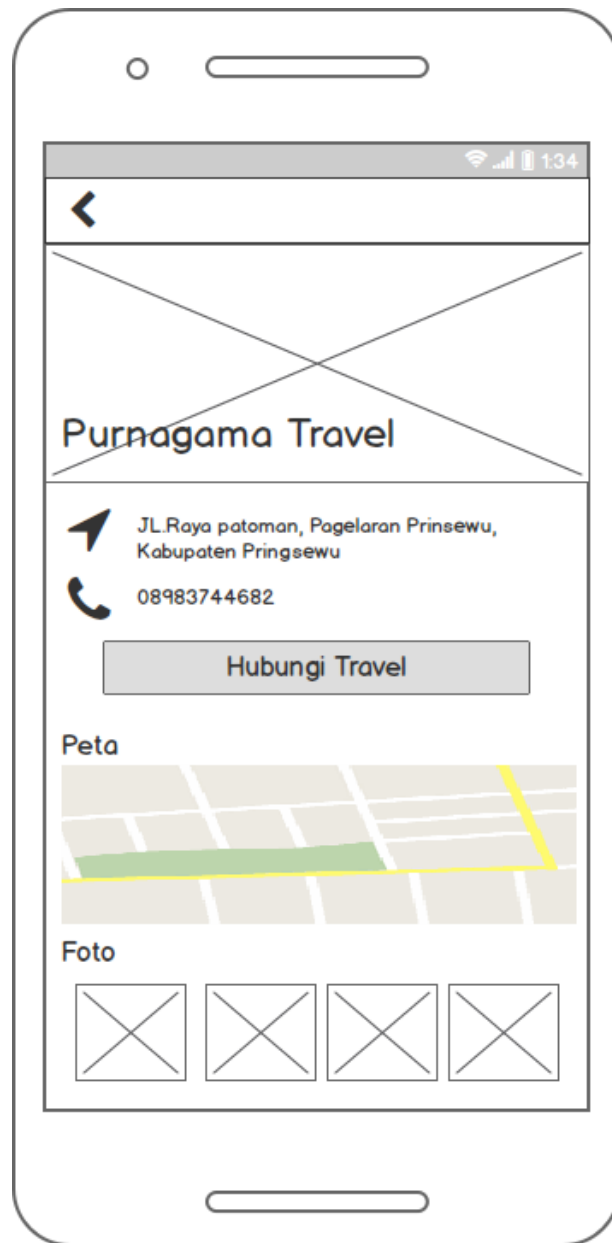 1:34
Purnagama Travel
JL.Raya patoman, Pagelaran Prinsewu,
Kabupaten Pringsewu
08983744682
Hubungi Travel
Peta
Foto